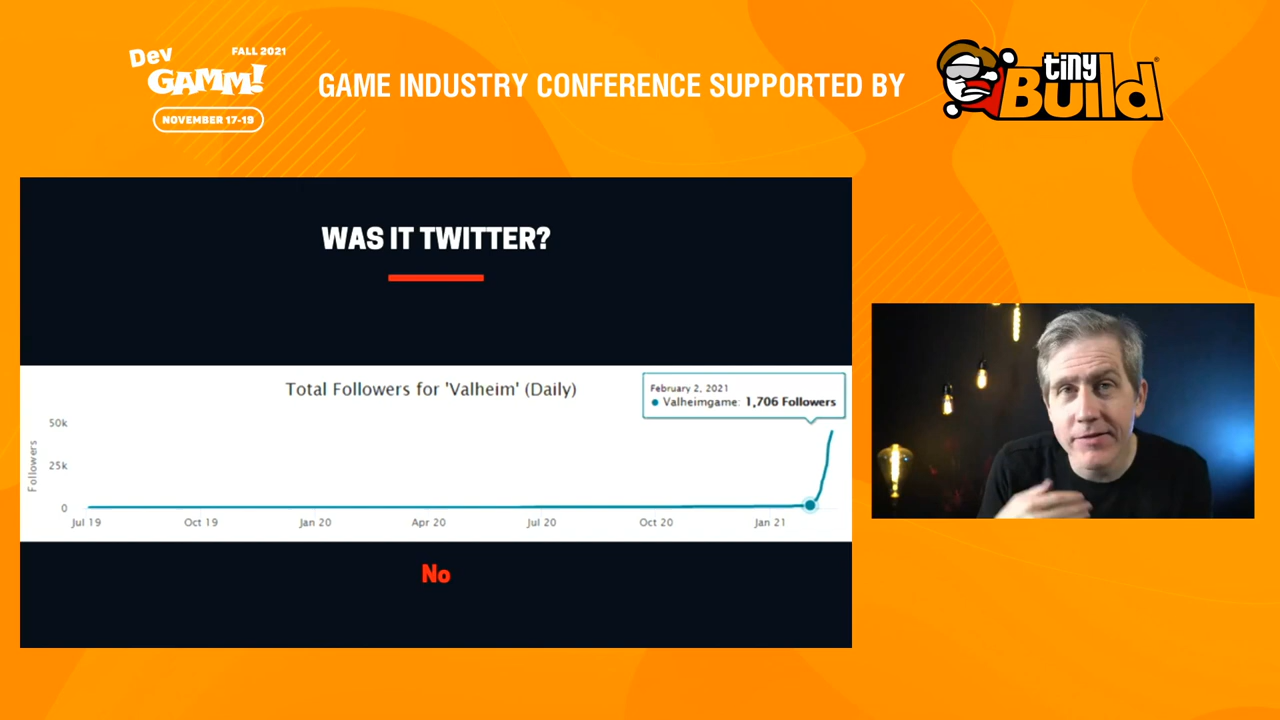 Dev
GAMM!
FALL 2021
NOVEMBER 17-19
GAME INDUSTRY CONFERENCE SUPPORTED BY
tiny
Build
WAS IT TWITTER?
Total Followers for 'Valheim' (Daily)
February 2, 2021
Valheimgame: 1,706 Followers
Followers
50k
25k
0
Jul 19 Oct 19 Jan 20 Apr 20 Jul 20 Oct 20 Jan 21
No